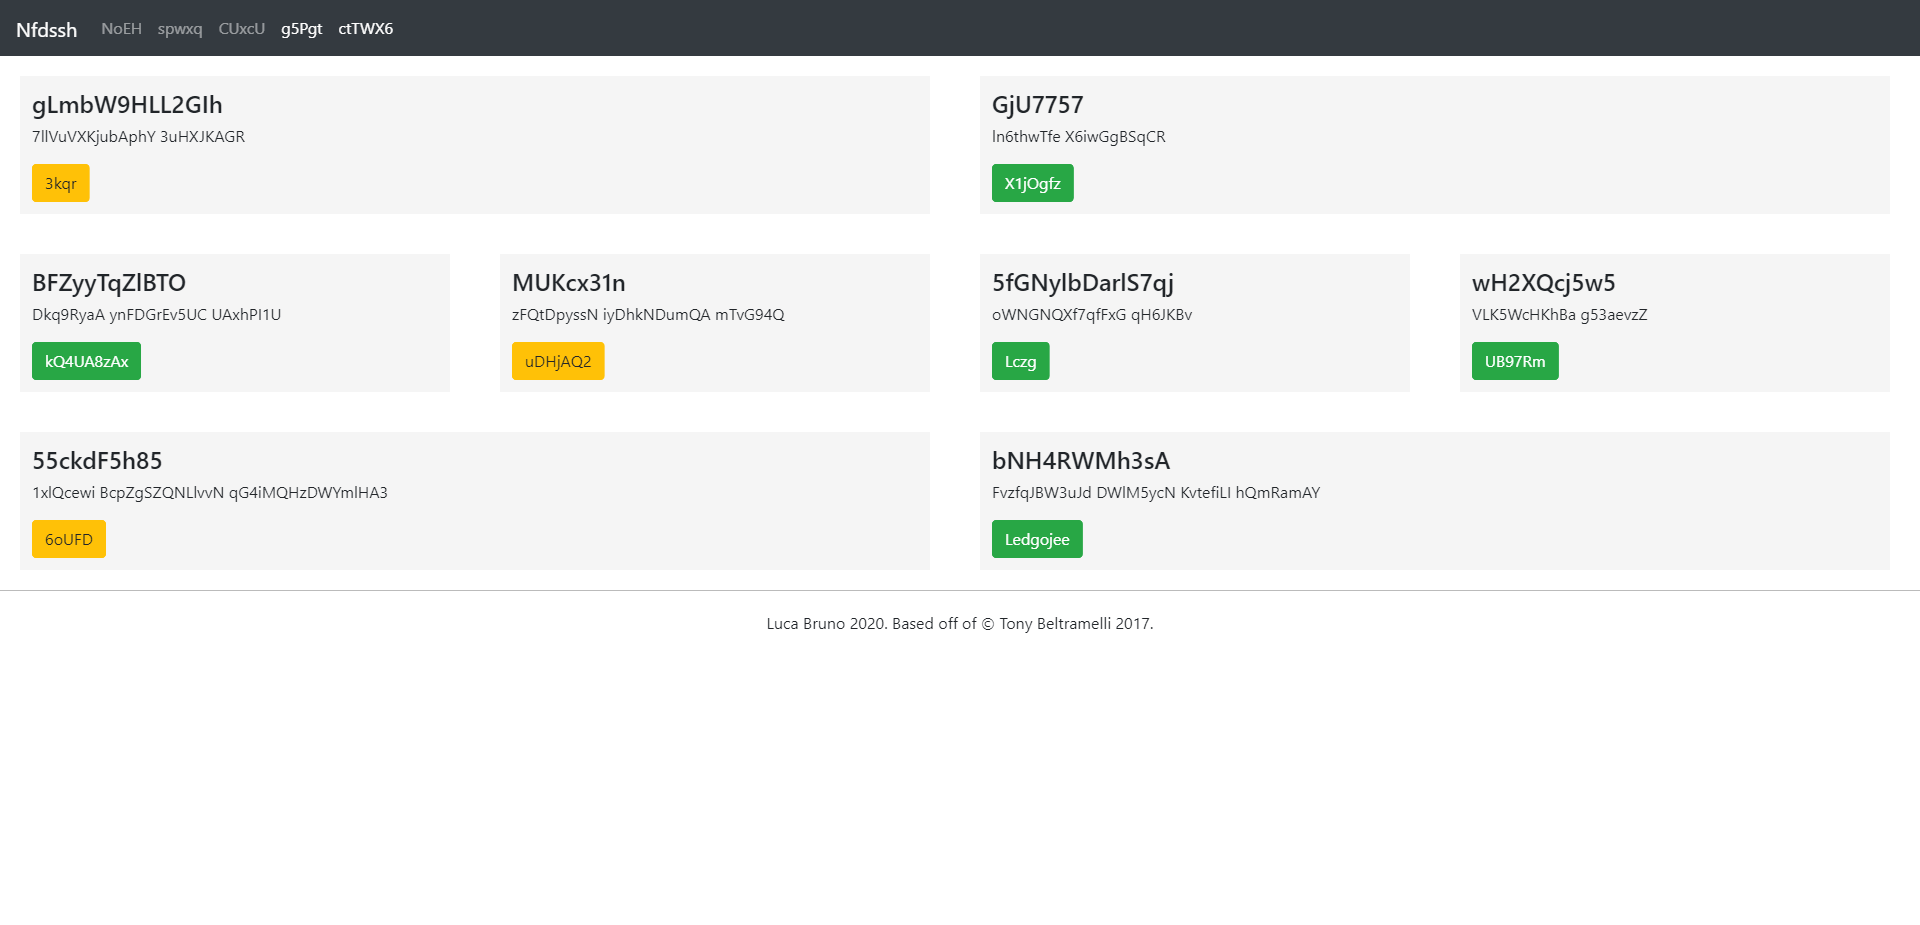 Nfdssh NoEH spwxq CUxcU g5Pgt ctTWX6
gLmbW9HLL2GIh
7llVuVXKjubAphY 3uHXJKAGR
3kqr
GjU7757
ln6thwTfe X6iwGgBSqCR
X1jOgfz
BFZyyTqZlBTO
Dkq9RyaA ynFDGrEv5UC UAxhPI1U
kQ4UA8zAx
MUKcx31n
zFQtDpyssN iyDhkNDumQA mTvG94Q
uDHjAQ2
5fGNylbDarlS7qj
oWNGNQXf7qfFxG qH6JKBv
Lczg
wH2XQcj5w5
VLK5WcHKhBa g53aevzZ
UB97Rm
55ckdF5h85
1xlQcewi BcpZgSZQNLlvvN qG4iMQHzDWYmlHA3
6oUFD
bNH4RWMh3sA
FvzfqJBW3uJd DWlM5ycN KvtefiLI hQmRamAY
Ledgojee
Luca Bruno 2020. Based off of © Tony Beltramelli 2017.